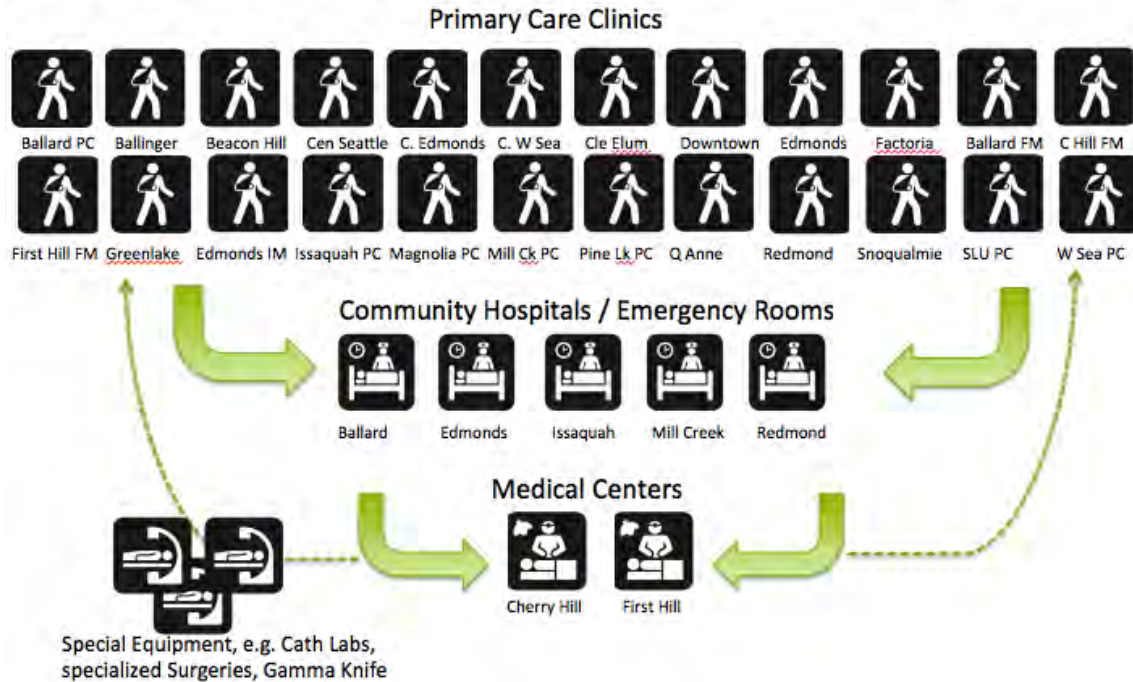 Primary Care Clinics
Ballard PC Ballinger Beacon Hill Cen Seattle C. Edmonds C. W Sea Cle Elum Downtown Edmonds Factoria Ballard FM C Hill FM
First Hill FM Greenlake Edmonds IM Issaquah PC Magnolia PC Mill Ck PC Pine Lk PC Q Anne Redmond Snoqualmie SLU PC W Sea PC
Community Hospitals / Emergency Rooms
Ballard Edmonds Issaquah Mill Creek Redmond
Medical Centers
Cherry Hill First Hill
Special Equipment, e.g. Cath Labs,
specialized Surgeries, Gamma Knife